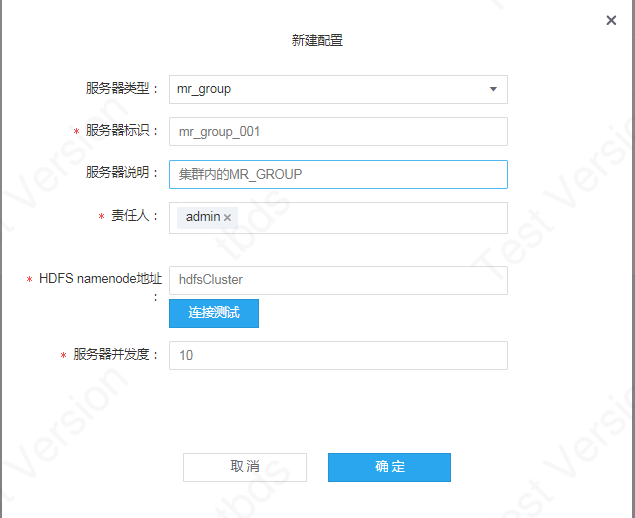 新建配置
服务器类型： mr_group
* 服务器标识： mr_group_001
服务器说明： 集群内的MR_GROUP
* 责任人： admin ×
* HDFS namenode地址 hdfsCluster
：
连接测试
* 服务器并发度： 10
取 消 确 定
Test Version
tbds
Test Version
Test Version
tbds
Test Version